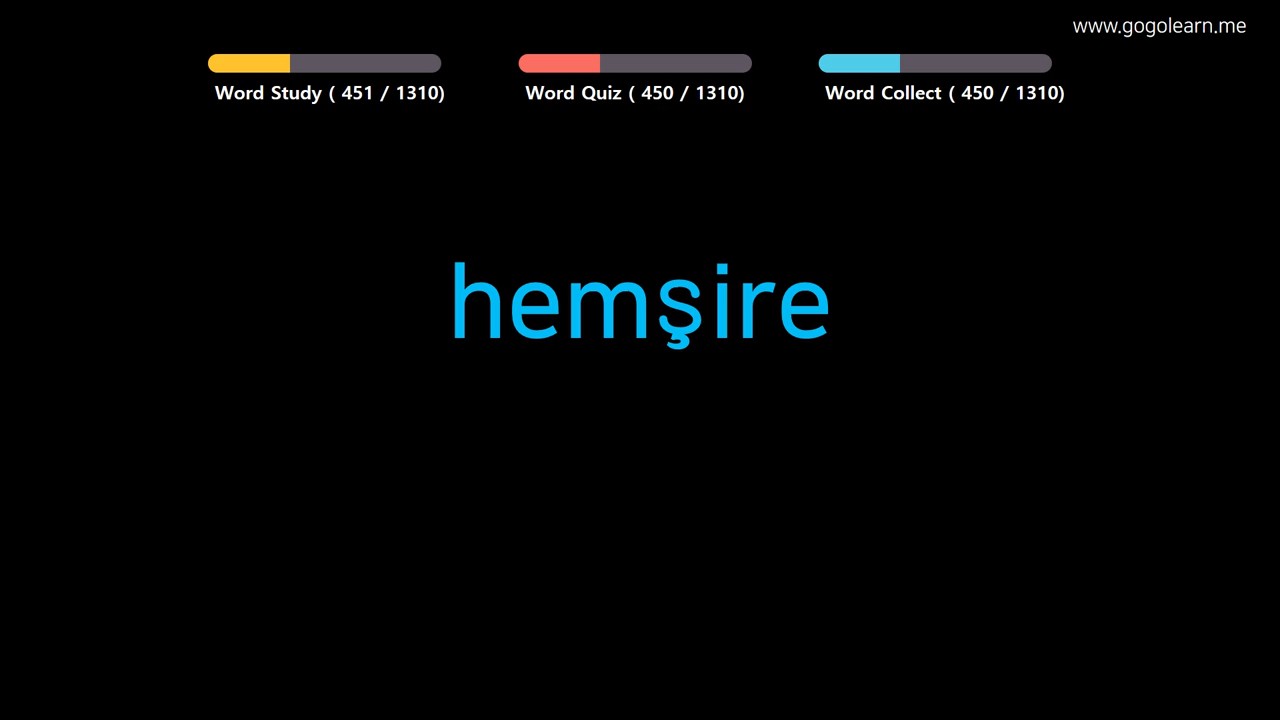 www.gogolearn.me
Word Study ( 451 / 1310)
Word Quiz ( 450 / 1310)
Word Collect ( 450 / 1310)
hemşire